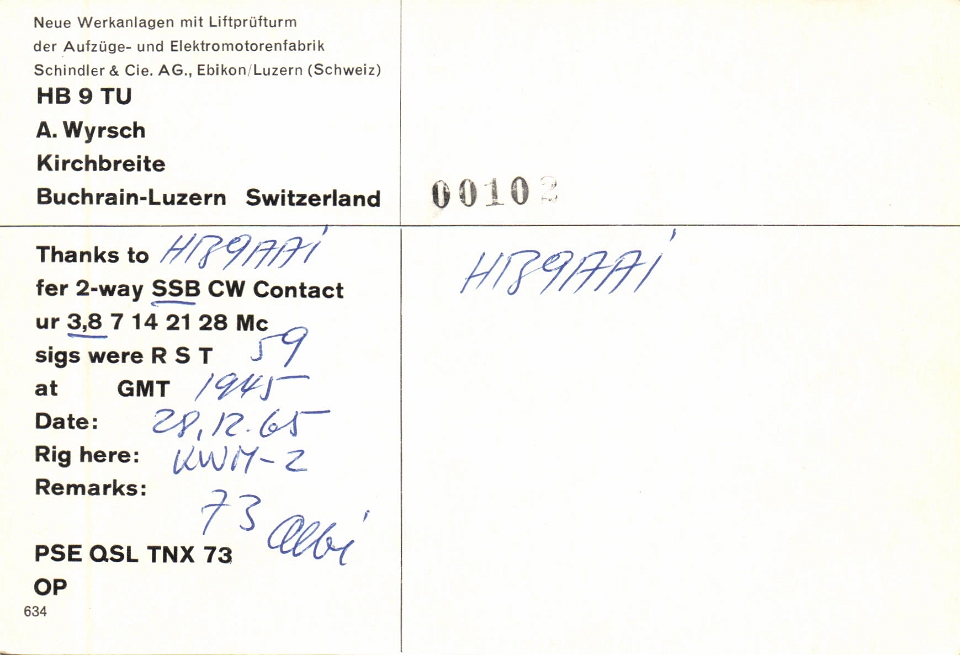 Neue Werkanlagen mit Liftprüfturm
der Aufzüge- und Elektromotorenfabrik
Schindler & Cie. AG., Ebikon/Luzern (Schweiz)
HB 9 TU
A. Wyrsch
Kirchbreite
Buchrain-Luzern Switzerland
00102
Thanks to HB9AAI
fer 2-way SSB CW Contact
ur 3,8 7 14 21 28 Mc
sigs were R S T 59
at GMT 1945
Date: 28.12.65
Rig here: KWM-2
Remarks:
73 Albi
PSE QSL TNX 73
OP
634
HB9AAI